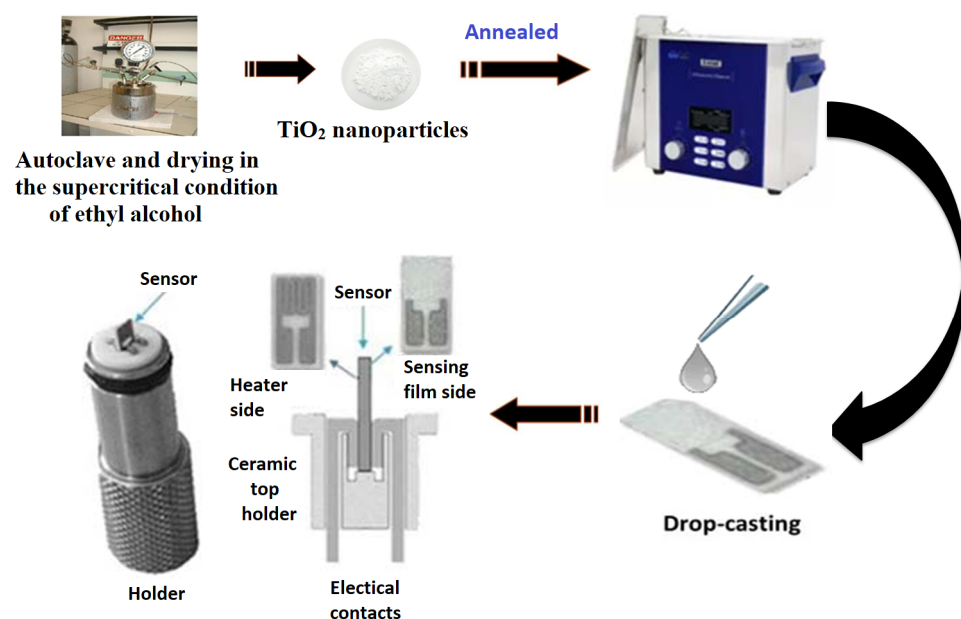 DANGER
Annealed
TiO₂ nanoparticles
Autoclave and drying in
the supercritical condition
of ethyl alcohol
Sensor
Sensor
Heater
side
Sensing
film side
Ceramic
top
holder
Drop-casting
Holder
Electical
contacts